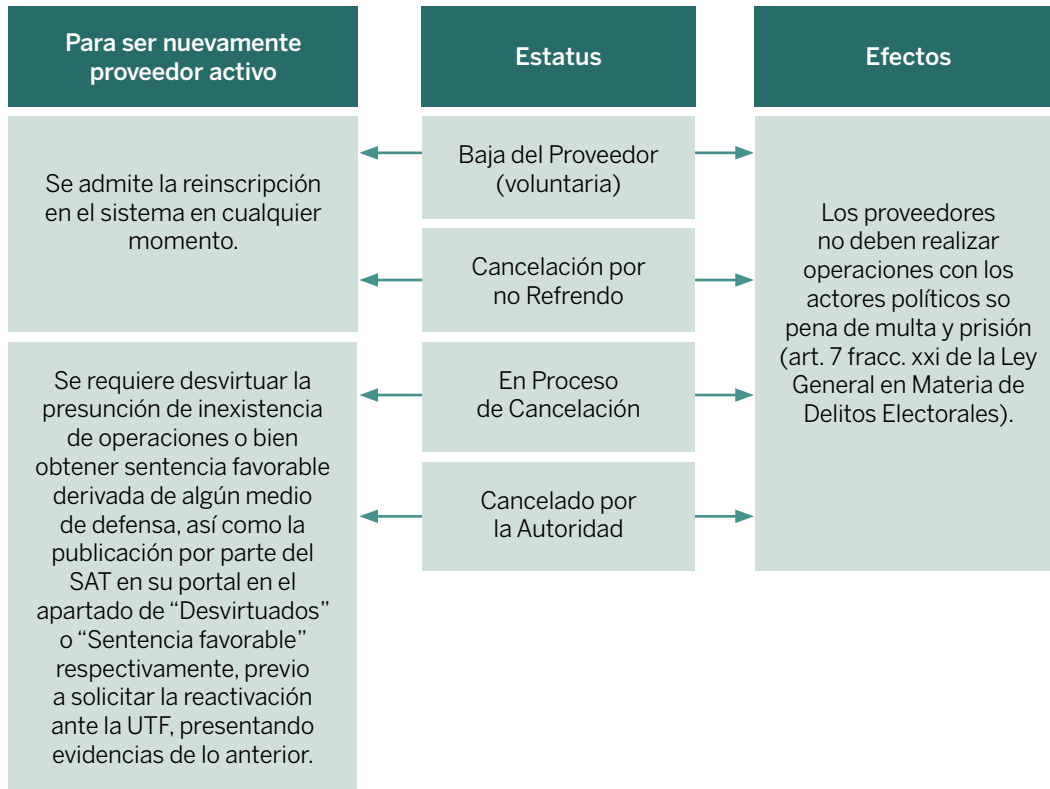 Para ser nuevamente
proveedor activo
Estatus
Efectos
Se admite la reinscripción
en el sistema en cualquier
momento.
Baja del Proveedor
(voluntaria)
Cancelación por
no Refrendo
Se requiere desvirtuar la
presunción de inexistencia
de operaciones o bien
obtener sentencia favorable
derivada de algún medio
de defensa, así como la
publicación por parte del
SAT en su portal en el
apartado de “Desvirtuados”
o “Sentencia favorable”
respectivamente, previo
a solicitar la reactivación
ante la UTF, presentando
evidencias de lo anterior.
En Proceso
de Cancelación
Cancelado por
la Autoridad
Los proveedores
no deben realizar
operaciones con los
actores políticos so
pena de multa y prisión
(art. 7 fracc. xxi de la Ley
General en Materia de
Delitos Electorales).